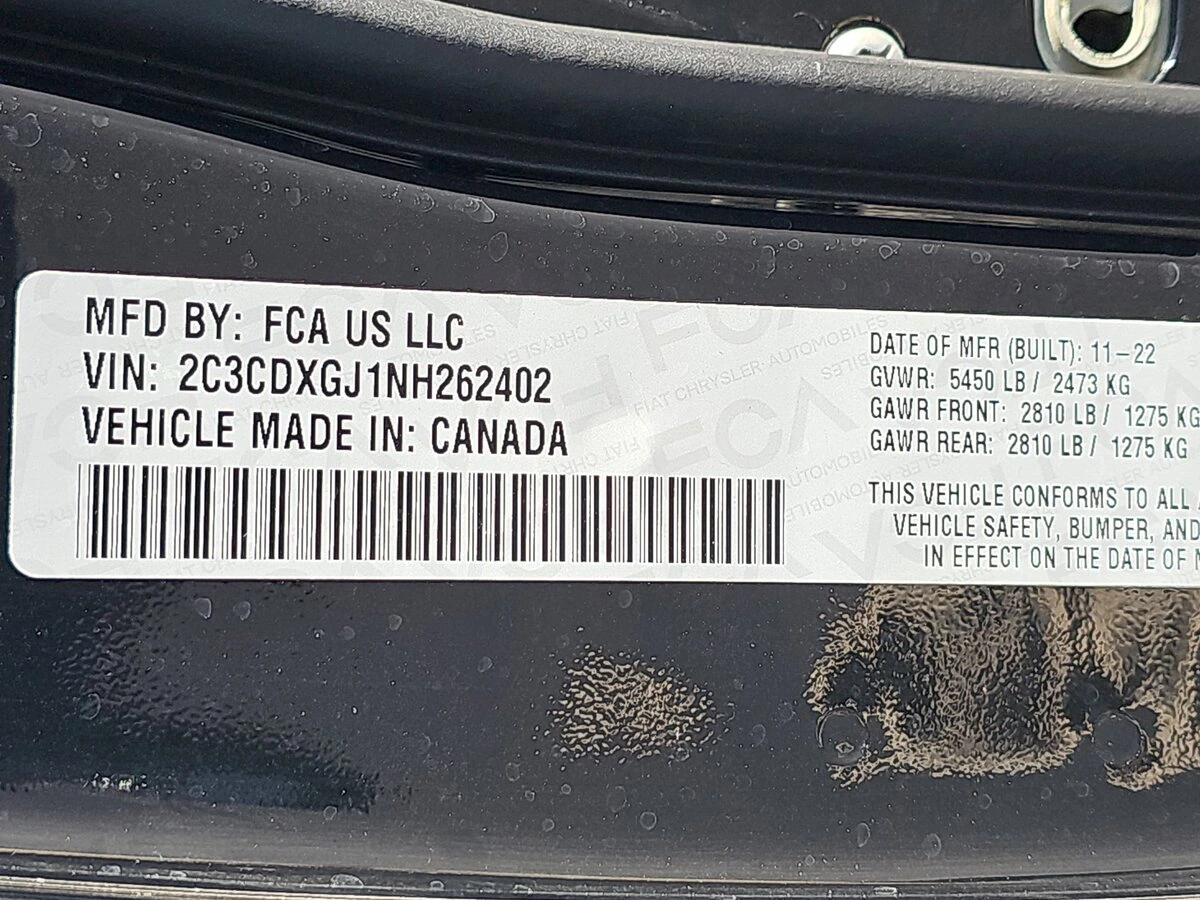 MFD BY: FCA US LLC
VIN: 2C3CDXGJ1NH262402
VEHICLE MADE IN: CANADA
DATE OF MFR (BUILT): 11-22
GVWR: 5450 LB / 2473 KG
GAWR FRONT: 2810 LB / 1275 KG
GAWR REAR: 2810 LB / 1275 KG
THIS VEHICLE CONFORMS TO ALL
VEHICLE SAFETY, BUMPER, AND
IN EFFECT ON THE DATE OF